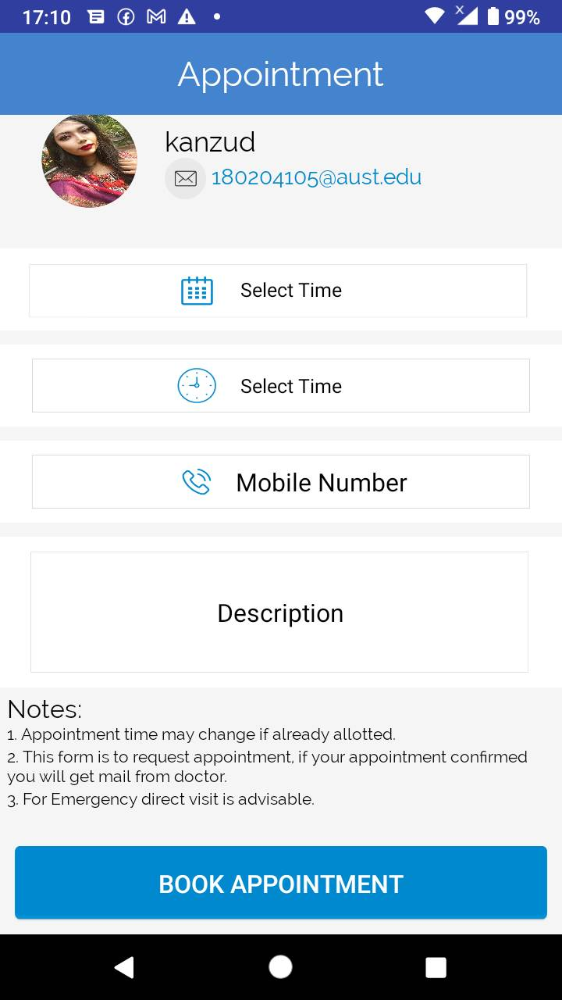 17:10 99%
Appointment
kanzud
180204105@aust.edu
Select Time
Select Time
Mobile Number
Description
Notes:
1. Appointment time may change if already allotted.
2. This form is to request appointment, if your appointment confirmed
you will get mail from doctor.
3. For Emergency direct visit is advisable.
BOOK APPOINTMENT